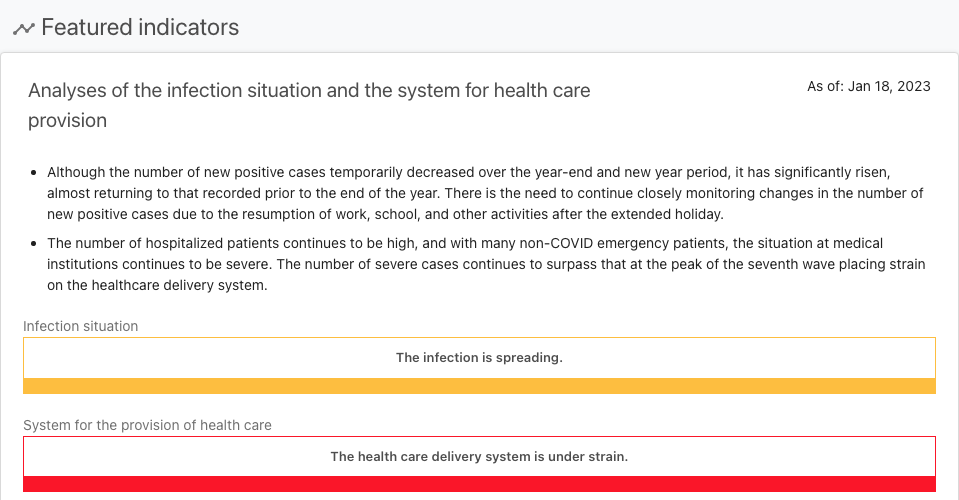 Featured indicators
Analyses of the infection situation and the system for health care
provision
As of: Jan 18, 2023
Although the number of new positive cases temporarily decreased over the year-end and new year period, it has significantly risen,
almost returning to that recorded prior to the end of the year. There is the need to continue closely monitoring changes in the number of
new positive cases due to the resumption of work, school, and other activities after the extended holiday.
The number of hospitalized patients continues to be high, and with many non-COVID emergency patients, the situation at medical
institutions continues to be severe. The number of severe cases continues to surpass that at the peak of the seventh wave placing strain
on the healthcare delivery system.
Infection situation
The infection is spreading.
System for the provision of health care
The health care delivery system is under strain.